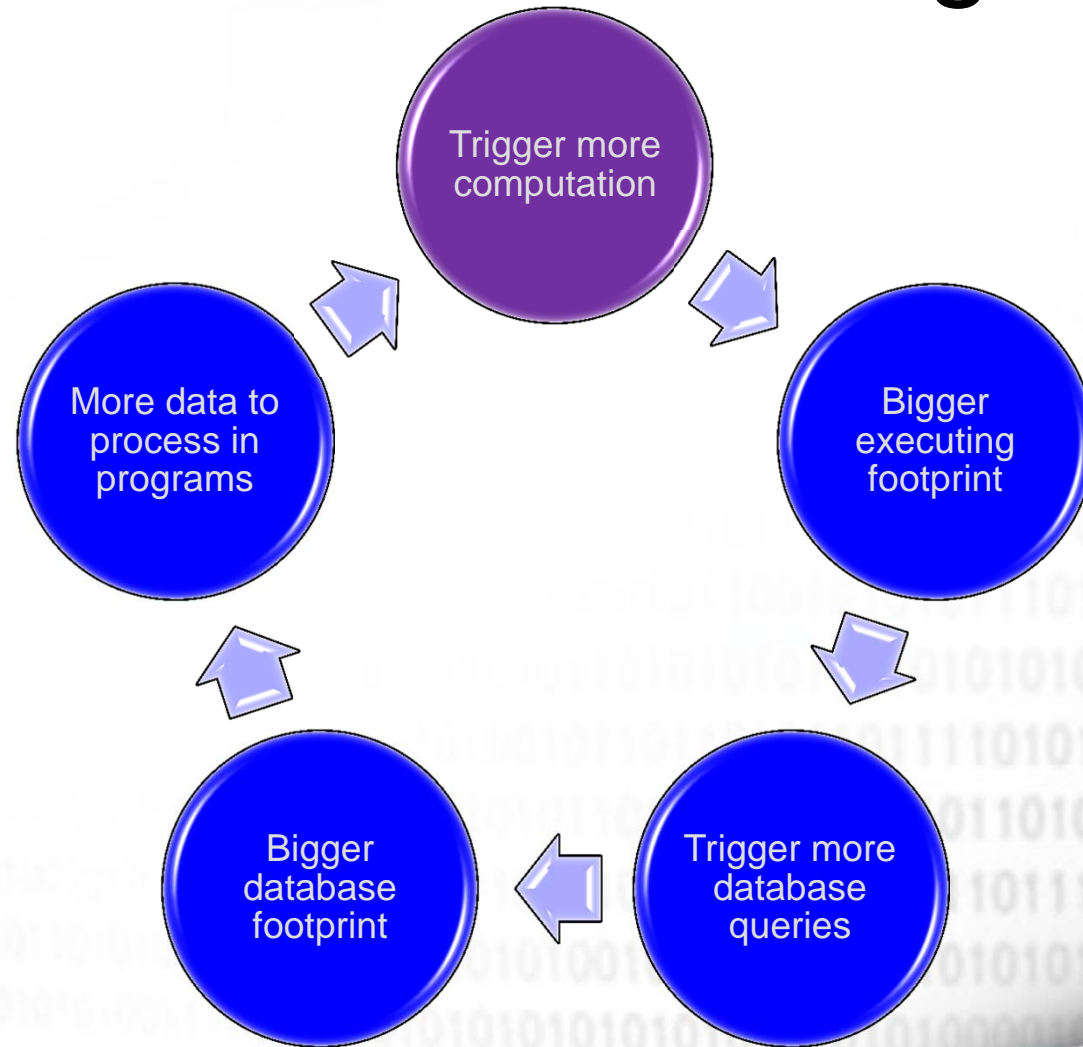 Trigger more
computation
Bigger
executing
footprint
Trigger more
database
queries
Bigger
database
footprint
More data to
process in
programs